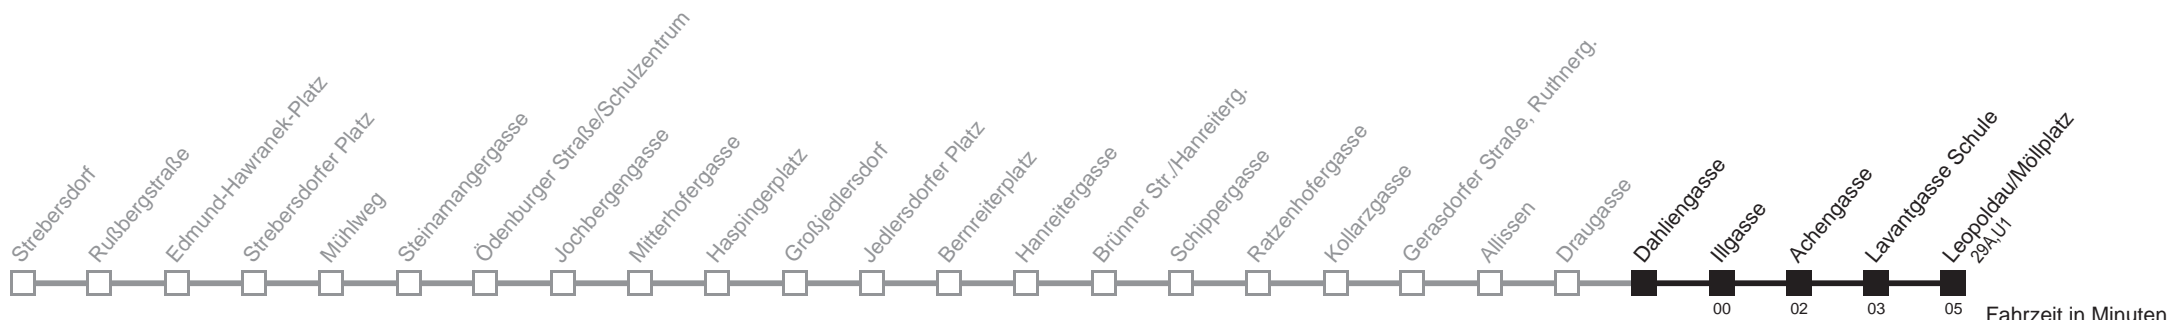 Strebersdorf
Rußbergstraße
Edmund-Hawranek-Platz
Strebersdorfer Platz
Mühlweg
Steinamangergasse
Ödenburger Straße/Schulzentrum
Jochbergengasse
Mitterhofergasse
Haspingerplatz
Großjedlersdorf
Jedlersdorfer Platz
Bernreiterplatz
Hanreitergasse
Brünner Str./Hanreiterg.
Schippergasse
Ratzenhofergasse
Kollarzgasse
Gerasdorfer Straße, Ruthnerg.
Allissen
Draugasse
Dahliengasse
Illgasse
Achengasse
Lavantgasse Schule
Leopoldau/Möllplatz
29A,U1
00 02 03 05 Fahrzeit in Minuten